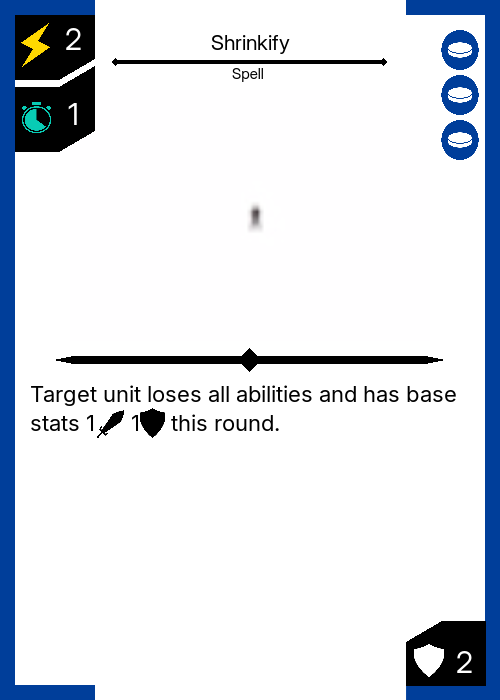 2
Shrinkify
Spell
1
Target unit loses all abilities and has base
stats 1 1 this round.
2